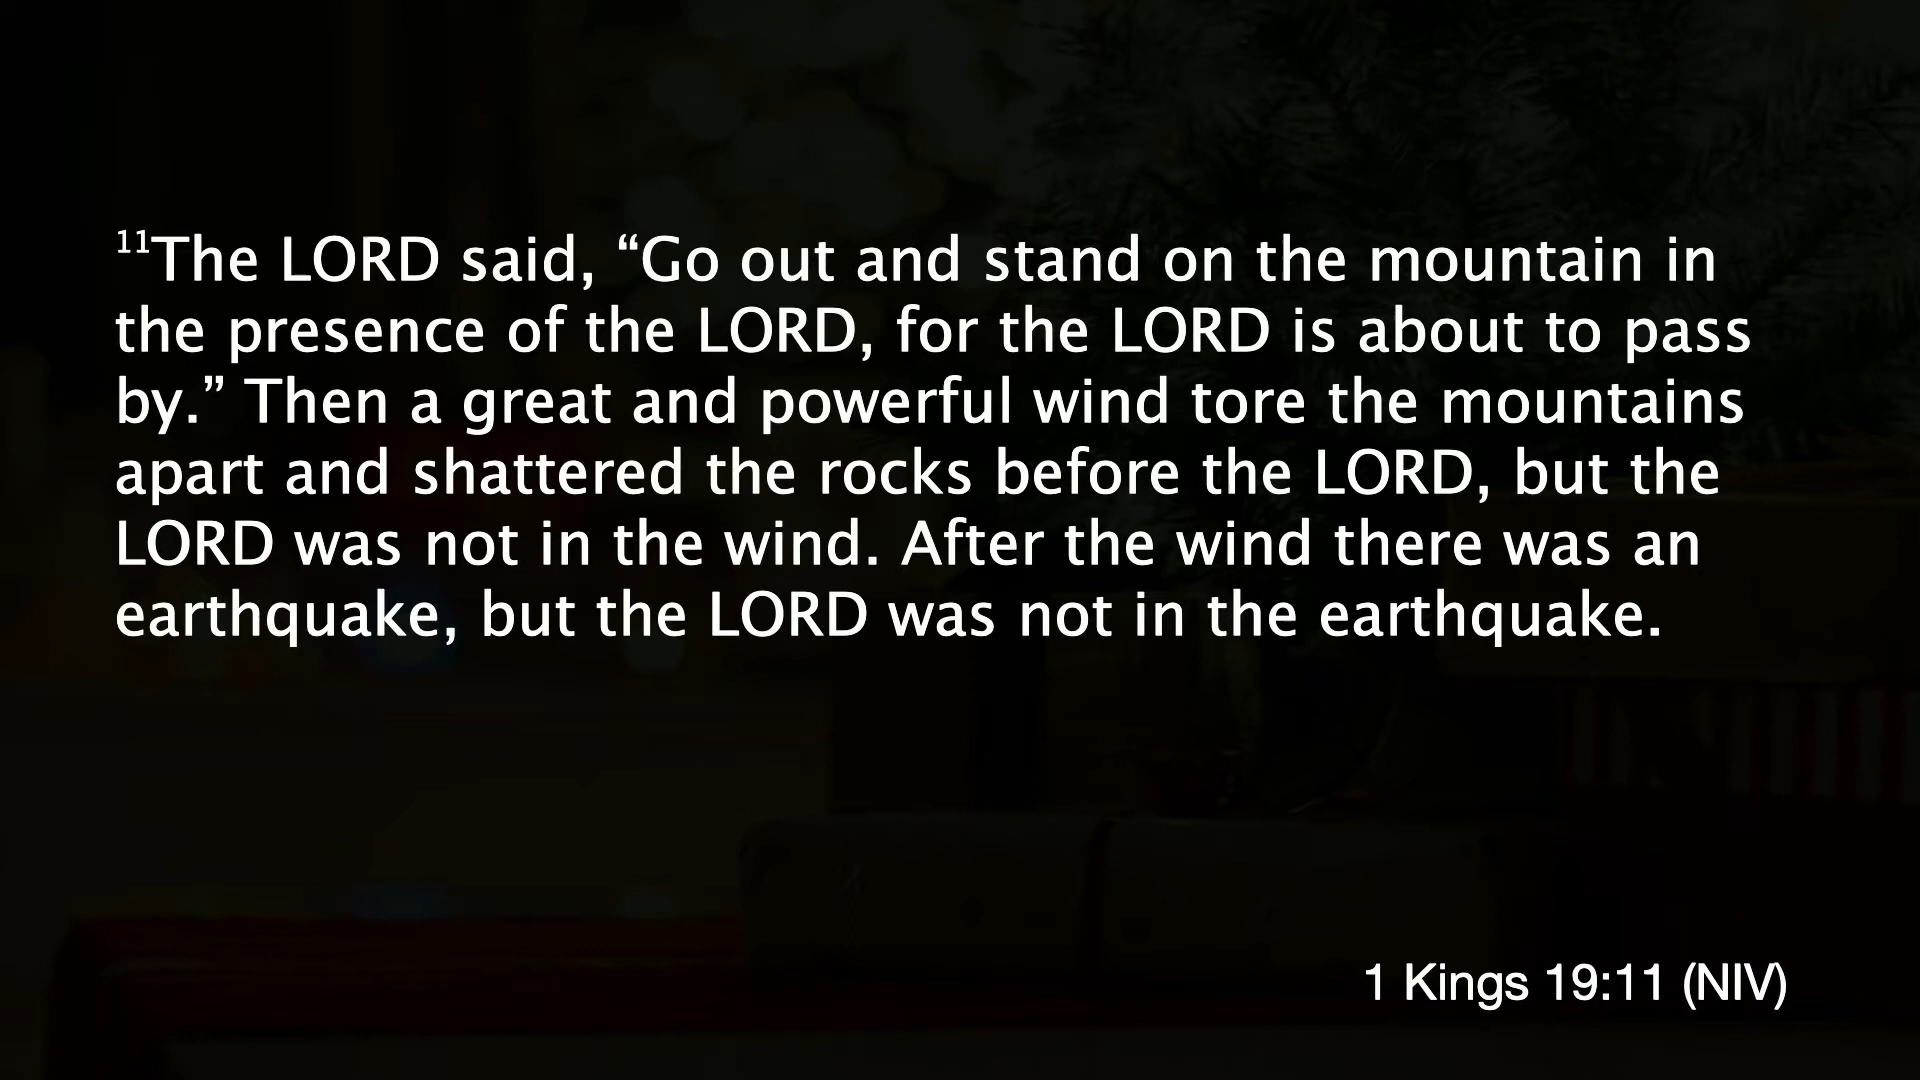 11The LORD said, “Go out and stand on the mountain in
the presence of the LORD, for the LORD is about to pass
by.” Then a great and powerful wind tore the mountains
apart and shattered the rocks before the LORD, but the
LORD was not in the wind. After the wind there was an
earthquake, but the LORD was not in the earthquake.
1 Kings 19:11 (NIV)